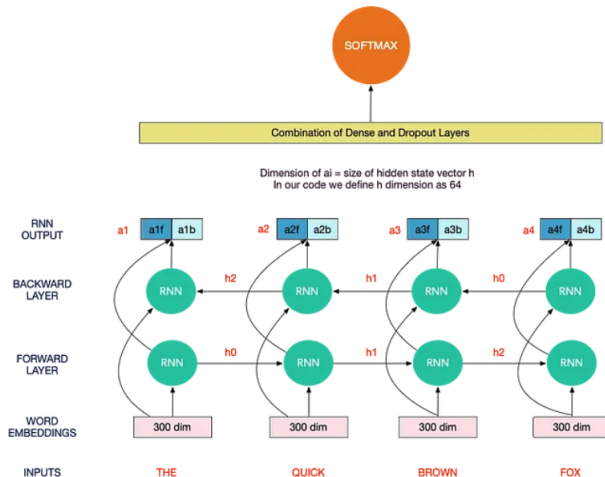 SOFTMAX
Combination of Dense and Dropout Layers
Dimension of ai = size of hidden state vector h
In our code we define h dimension as 64
RNN
OUTPUT
a1 a1f a1b a2 a2f a2b a3 a3f a3b a4 a4f a4b
BACKWARD
LAYER
RNN h2 RNN h1 RNN h0 RNN
FORWARD
LAYER
RNN h0 RNN h1 RNN h2 RNN
WORD
EMBEDDINGS
300 dim 300 dim 300 dim 300 dim
INPUTS THE QUICK BROWN FOX